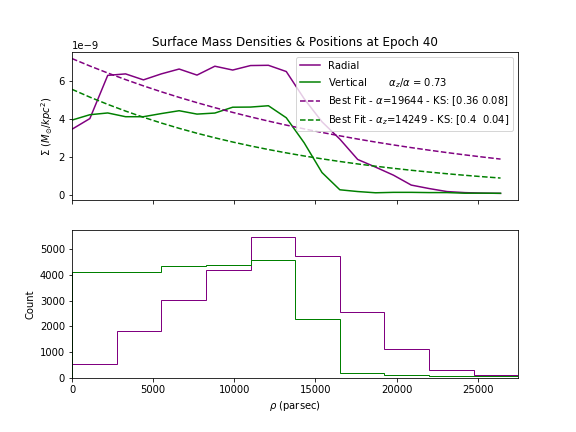 Surface Mass Densities & Positions at Epoch 40
1e−9
6
4
2
0
Σ (M⊙/kpc²)
Radial
Vertical αz/α = 0.73
Best Fit - α=19644 - KS: [0.36 0.08]
Best Fit - αz=14249 - KS: [0.4 0.04]
5000
4000
3000
2000
1000
0
Count
0 5000 10000 15000 20000 25000
ρ (parsec)